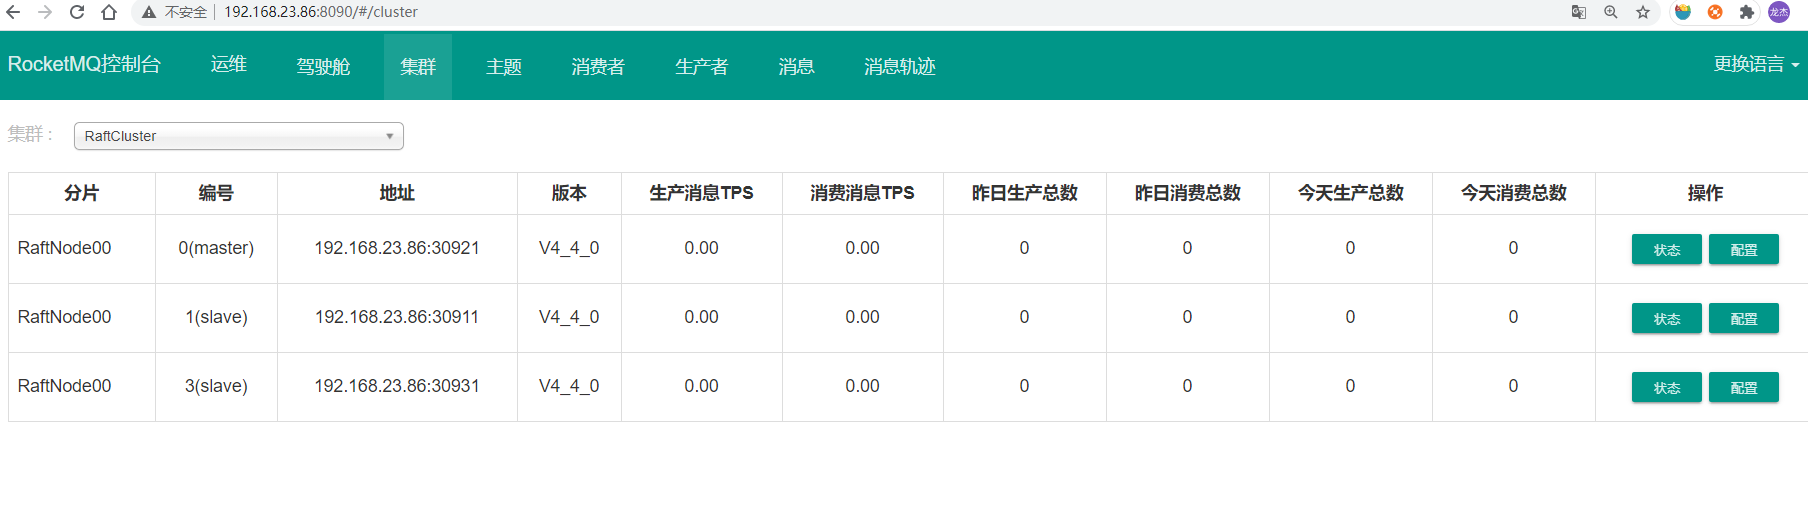 不安全 192.168.23.86:8090/#/cluster 龙杰
RocketMQ控制台 运维 驾驶舱 集群 主题 消费者 生产者 消息 消息轨迹 更换语言
集群 : RaftCluster
分片 编号 地址 版本 生产消息TPS 消费消息TPS 昨日生产总数 昨日消费总数 今天生产总数 今天消费总数 操作
RaftNode00 0(master) 192.168.23.86:30921 V4_4_0 0.00 0.00 0 0 0 0 状态 配置
RaftNode00 1(slave) 192.168.23.86:30911 V4_4_0 0.00 0.00 0 0 0 0 状态 配置
RaftNode00 3(slave) 192.168.23.86:30931 V4_4_0 0.00 0.00 0 0 0 0 状态 配置